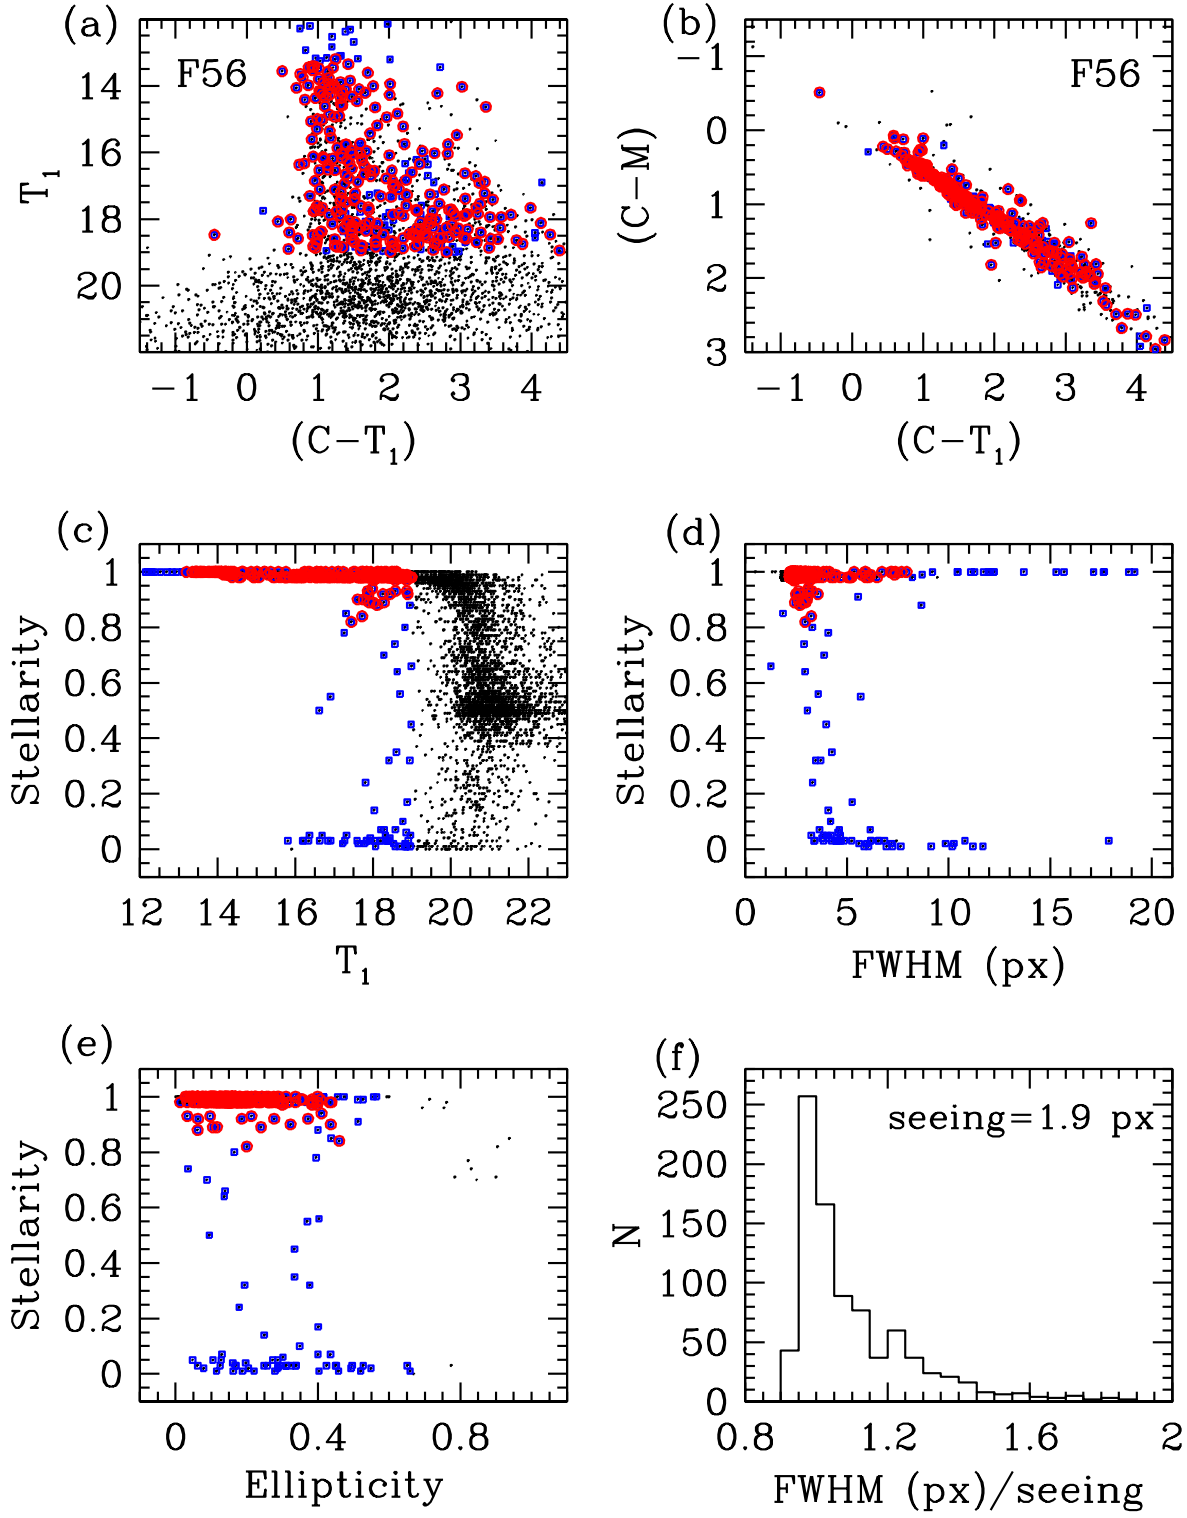 (a)
F56
14
16
18
20
T1
−1 0 1 2 3 4
(C−T1)
(b)
F56
−1
0
1
2
3
(C−M)
−1 0 1 2 3 4
(C−T1)
(c)
1
0.8
0.6
0.4
0.2
0
Stellarity
12 14 16 18 20 22
T1
(d)
1
0.8
0.6
0.4
0.2
0
Stellarity
0 5 10 15 20
FWHM (px)
(e)
1
0.8
0.6
0.4
0.2
0
Stellarity
0 0.4 0.8
Ellipticity
(f)
seeing=1.9 px
250
200
150
100
50
0
N
0.8 1.2 1.6 2
FWHM (px)/seeing